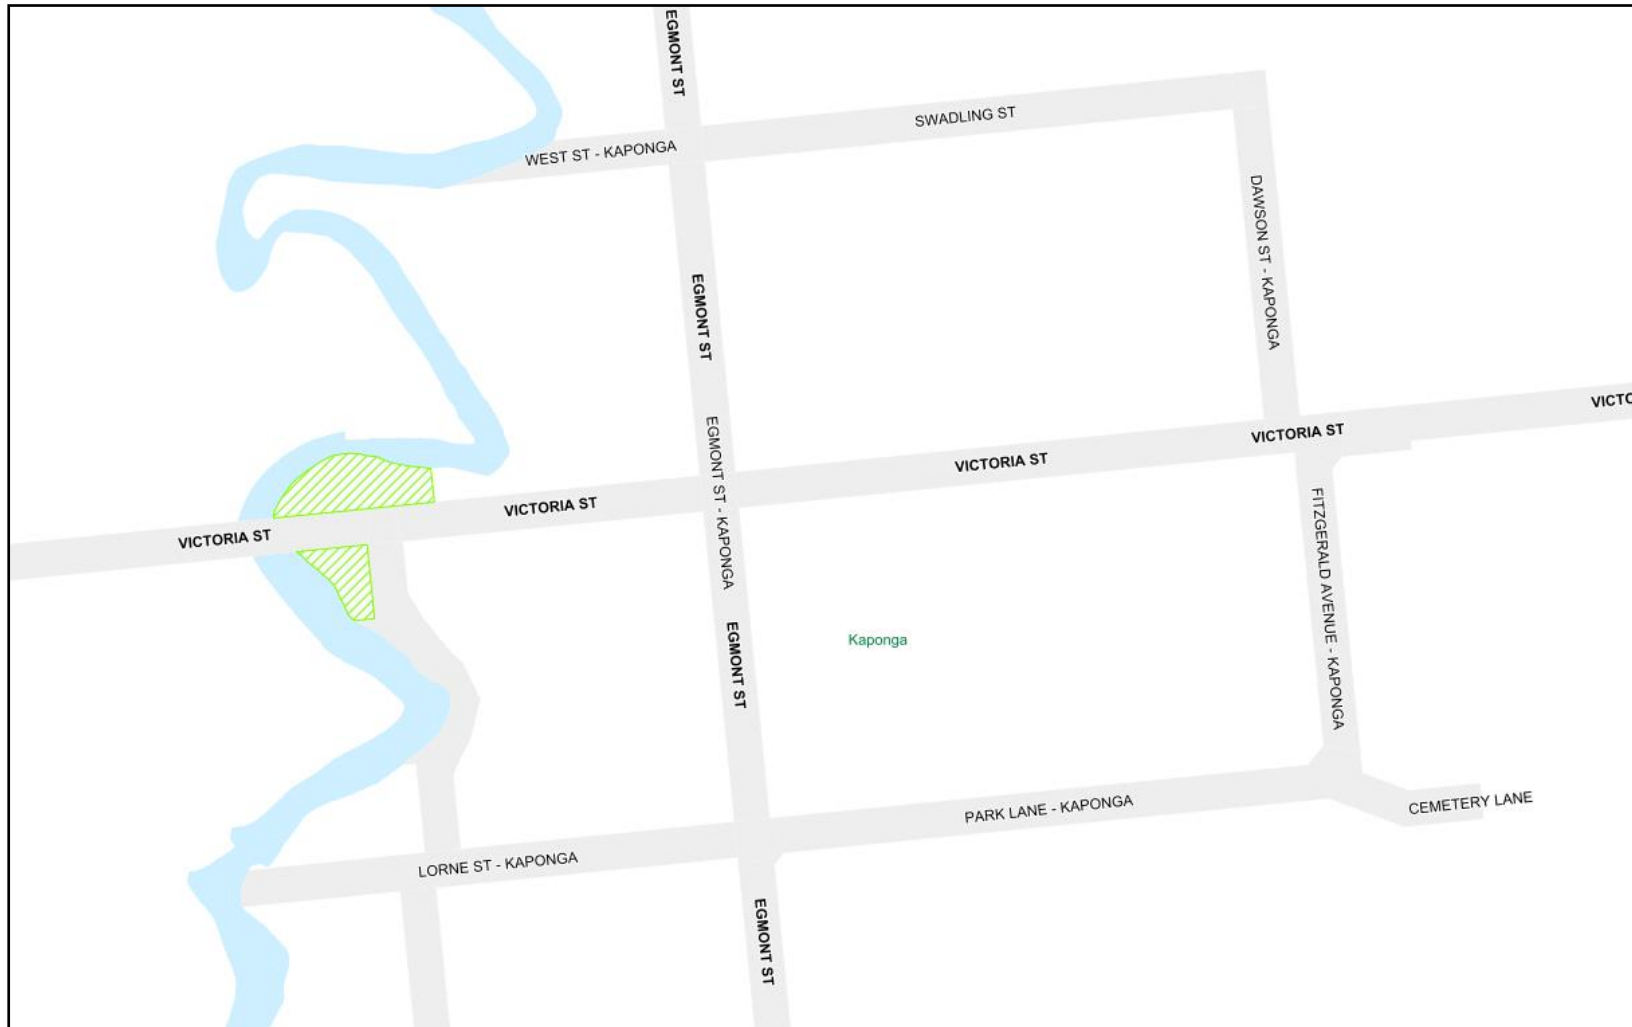 EGMONT ST
SWADLING ST
WEST ST - KAPONGA
DAWSON ST - KAPONGA
EGMONT ST
VICTO
EGMONT ST - KAPONGA
VICTORIA ST
VICTORIA ST
VICTORIA ST
VICTORIA ST
FITZGERALD AVENUE - KAPONGA
EGMONT ST
Kaponga
PARK LANE - KAPONGA
CEMETERY LANE
LORNE ST - KAPONGA
EGMONT ST